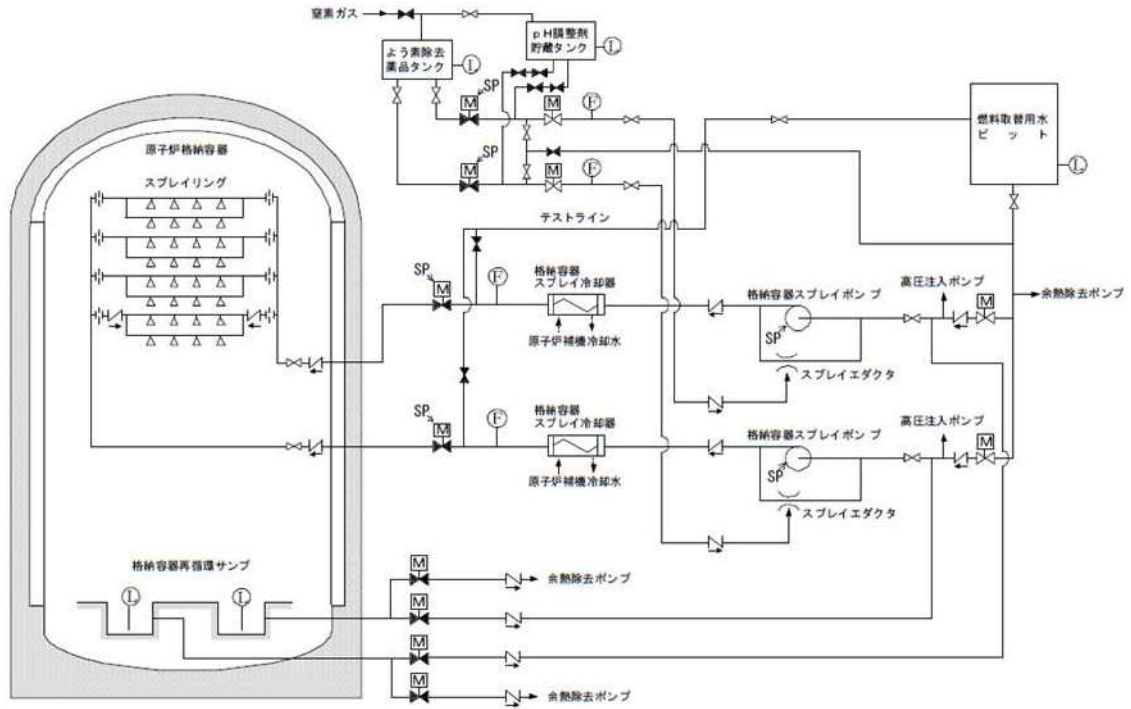 窒素ガス
よう素除去
薬品タンク
L
pH調整剤
貯蔵タンク
L
SP
M
M
F
SP
M
M
F
燃料取替用水
ピット
L
原子炉格納容器
スプレイリング
テストライン
SP
M
F
格納容器
スプレイ冷却器
原子炉補機冷却水
格納容器スプレイポンプ
SP
スプレイエダクタ
高圧注入ポンプ
M
余熱除去ポンプ
SP
M
F
格納容器
スプレイ冷却器
原子炉補機冷却水
格納容器スプレイポンプ
SP
スプレイエダクタ
高圧注入ポンプ
M
格納容器再循環サンプ
L
L
M
余熱除去ポンプ
M
M
M
余熱除去ポンプ